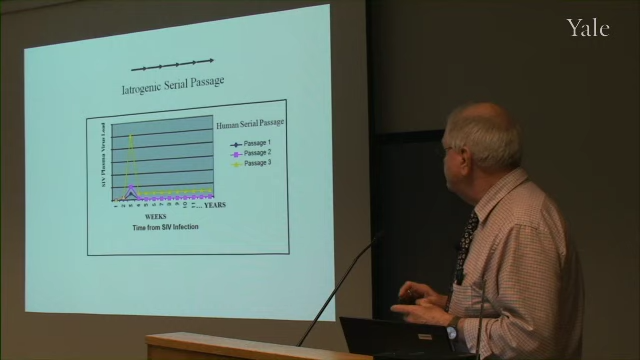 Yale
Iatrogenic Serial Passage
Human Serial Passage
SIV Plasma Virus Load
Passage 1
Passage 2
Passage 3
... YEARS
WEEKS
Time from SIV Infection